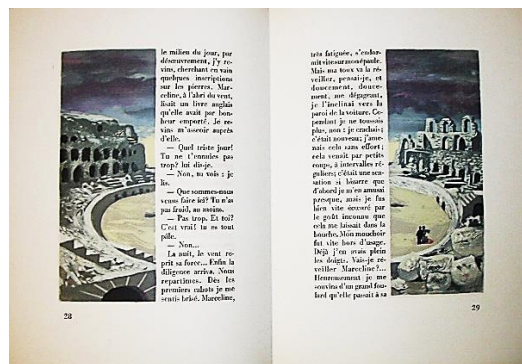 le milieu du jour, par
désœuvrement, j'y re-
vins, cherchant en vain
quelques inscriptions
sur les pierres. Mar-
celine, à l'abri du vent,
lisait un livre anglais
qu'elle avait par bon-
heur emporté. Je re-
vins m'asseoir auprès
d'elle.
— Quel triste jour!
Tu ne t'ennuies pas
trop? lui dis-je.
— Non, tu vois : je
lis.
— Que sommes-nous
venus faire ici? Tu n'as
pas froid, au moins.
— Pas trop. Et toi?
C'est vrai! tu es tout
pâle.
— Non...
La nuit, le vent re-
prit sa force... Enfin la
diligence arriva. Nous
repartîmes. Dès les
premiers cahots je me
sentis brisé. Marceline,
28
très fatiguée, s'endor-
mit vite sur mon épaule.
Mais ma toux va la ré-
veiller, pensai-je, et
doucement, douce-
ment, me dégageant,
je l'inclinai vers la
paroi de la voiture. Ce-
pendant je ne toussais
plus, non : je crachais;
c'était nouveau; j'ame-
nais cela sans effort;
cela venait par petits
coups, à intervalles ré-
guliers; c'était une sen-
sation si bizarre que
d'abord je m'en amusai
presque, mais je fus
bien vite écœuré par
le goût inconnu que
cela me laissait dans la
bouche. Mon mouchoir
fut vite hors d'usage.
Déjà j'en avais plein
les doigts. Vais-je ré-
veiller Marceline?...
Heureusement je me
souvins d'un grand fou-
lard qu'elle passait à sa
29